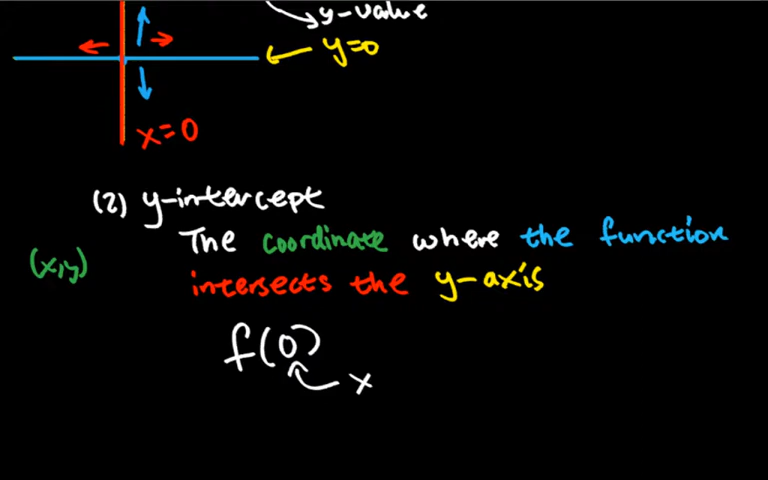 y-value
y=0
x=0
(2) y-intercept
The coordinate where the function
(x,y)
intersects the y-axis
f(0)
x